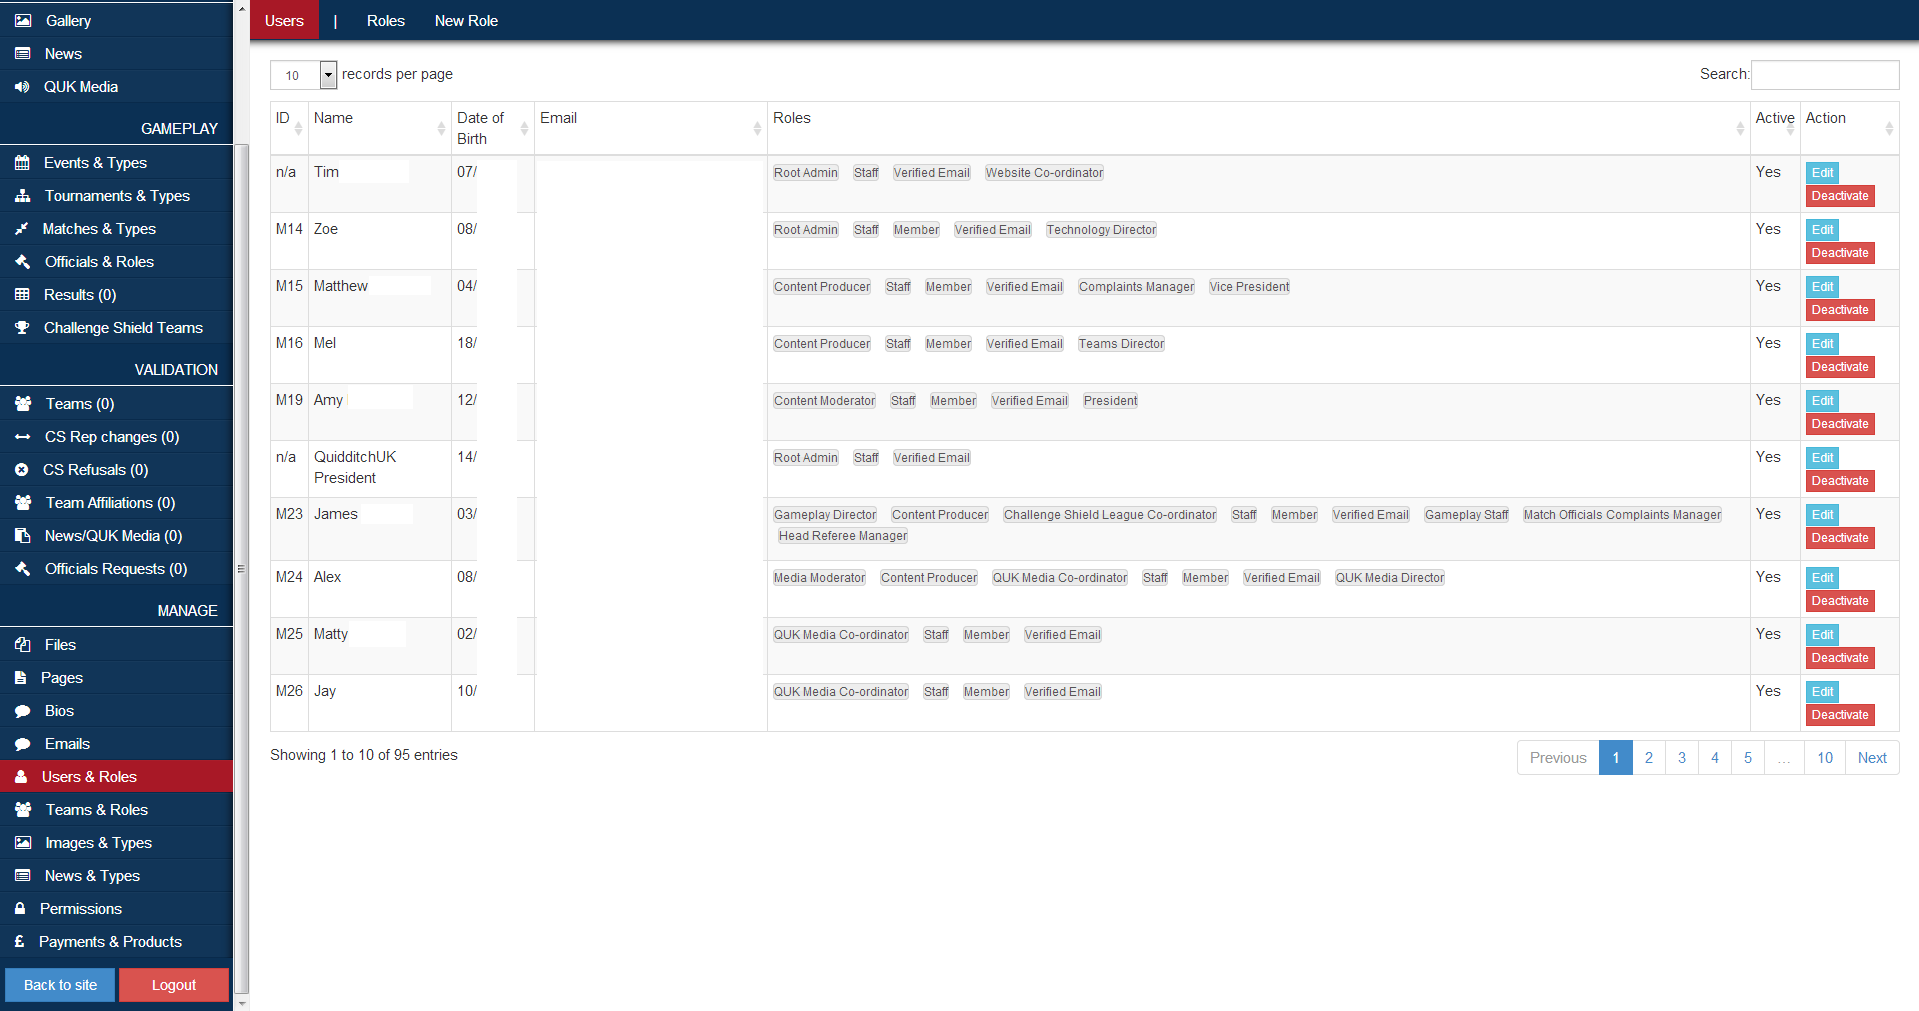 Gallery
News
QUK Media
GAMEPLAY
Events & Types
Tournaments & Types
Matches & Types
Officials & Roles
Results (0)
Challenge Shield Teams
VALIDATION
Teams (0)
CS Rep changes (0)
CS Refusals (0)
Team Affiliations (0)
News/QUK Media (0)
Officials Requests (0)
MANAGE
Files
Pages
Bios
Emails
Users & Roles
Teams & Roles
Images & Types
News & Types
Permissions
£ Payments & Products
Back to site Logout
Users | Roles New Role
10 records per page Search:
ID Name Date of Birth Email Roles Active Action
n/a Tim 07/ Root Admin Staff Verified Email Website Co-ordinator Yes Edit
Deactivate
M14 Zoe 08/ Root Admin Staff Member Verified Email Technology Director Yes Edit
Deactivate
M15 Matthew 04/ Content Producer Staff Member Verified Email Complaints Manager Vice President Yes Edit
Deactivate
M16 Mel 18/ Content Producer Staff Member Verified Email Teams Director Yes Edit
Deactivate
M19 Amy 12/ Content Moderator Staff Member Verified Email President Yes Edit
Deactivate
n/a QuidditchUK 14/ Root Admin Staff Verified Email Yes Edit
President Deactivate
M23 James 03/ Gameplay Director Content Producer Challenge Shield League Co-ordinator Staff Member Verified Email Gameplay Staff Match Officials Complaints Manager Yes Edit
Head Referee Manager Deactivate
M24 Alex 08/ Media Moderator Content Producer QUK Media Co-ordinator Staff Member Verified Email QUK Media Director Yes Edit
Deactivate
M25 Matty 02/ QUK Media Co-ordinator Staff Member Verified Email Yes Edit
Deactivate
M26 Jay 10/ QUK Media Co-ordinator Staff Member Verified Email Yes Edit
Deactivate
Showing 1 to 10 of 95 entries Previous 1 2 3 4 5 … 10 Next